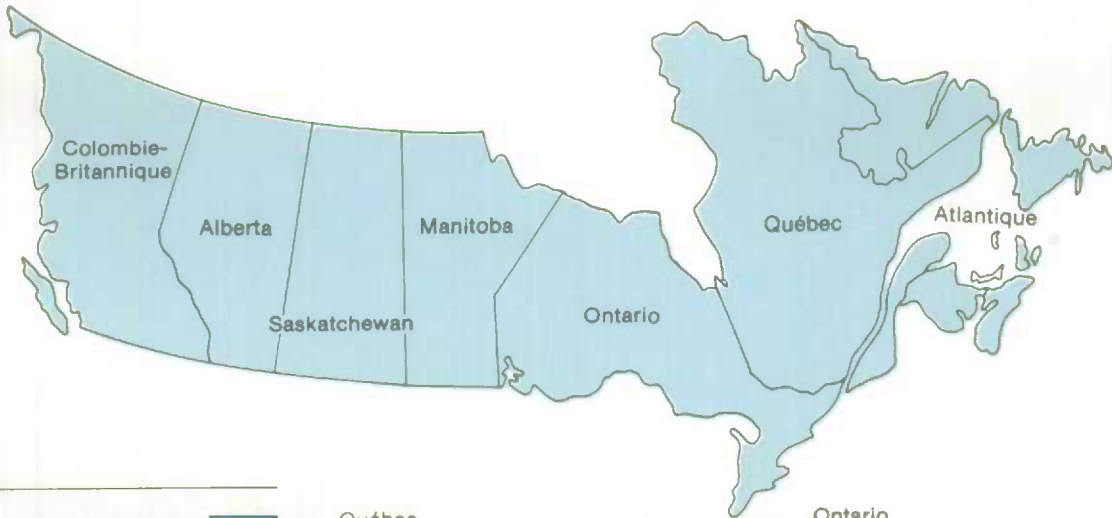 Colombie-
Britannique
Alberta
Saskatchewan
Manitoba
Ontario
Québec
Atlantique
Québec
Ontario